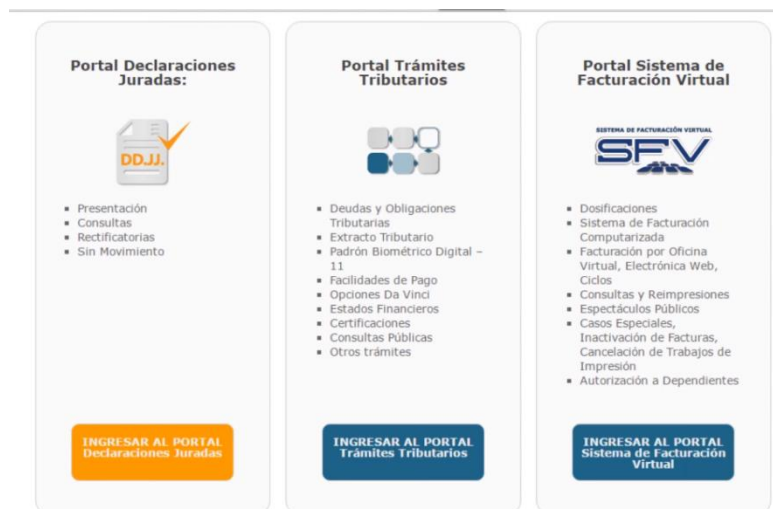 Portal Declaraciones
Juradas:
DD.JJ.
Presentación
Consultas
Rectificatorias
Sin Movimiento
INGRESAR AL PORTAL
Declaraciones Juradas
Portal Trámites
Tributarios
Deudas y Obligaciones
Tributarias
Extracto Tributario
Padrón Biométrico Digital –
11
Facilidades de Pago
Opciones Da Vinci
Estados Financieros
Certificaciones
Consultas Públicas
Otros trámites
INGRESAR AL PORTAL
Trámites Tributarios
Portal Sistema de
Facturación Virtual
SISTEMA DE FACTURACIÓN VIRTUAL
SFV
Dosificaciones
Sistema de Facturación
Computarizada
Facturación por Oficina
Virtual, Electrónica Web,
Ciclos
Consultas y Reimpresiones
Espectáculos Públicos
Casos Especiales,
Inactivación de Facturas,
Cancelación de Trabajos de
Impresión
Autorización a Dependientes
INGRESAR AL PORTAL
Sistema de Facturación
Virtual